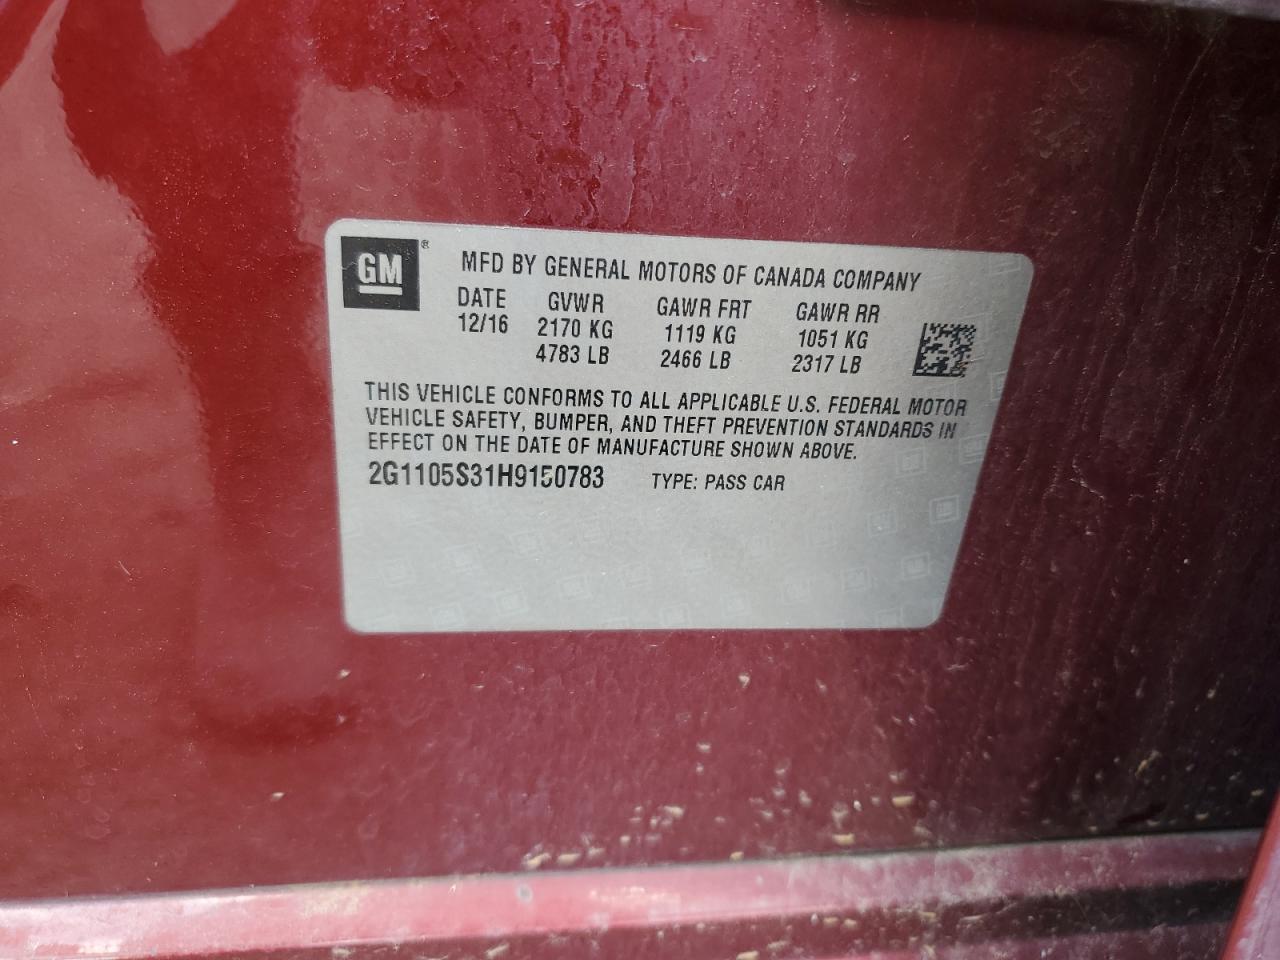 GM ®
MFD BY GENERAL MOTORS OF CANADA COMPANY
DATE GVWR GAWR FRT GAWR RR
12/16 2170 KG 1119 KG 1051 KG
4783 LB 2466 LB 2317 LB
THIS VEHICLE CONFORMS TO ALL APPLICABLE U.S. FEDERAL MOTOR
VEHICLE SAFETY, BUMPER, AND THEFT PREVENTION STANDARDS IN
EFFECT ON THE DATE OF MANUFACTURE SHOWN ABOVE.
2G1105S31H9150783 TYPE: PASS CAR